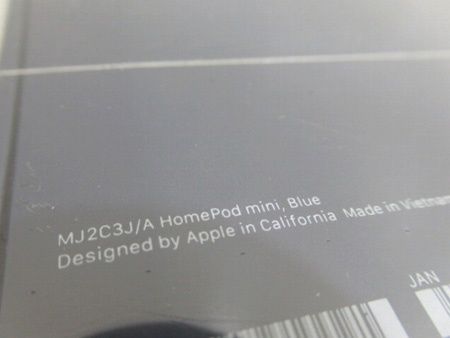 MJ2C3J/A HomePod mini, Blue
Designed by Apple in California Made in Vietnam
JAN